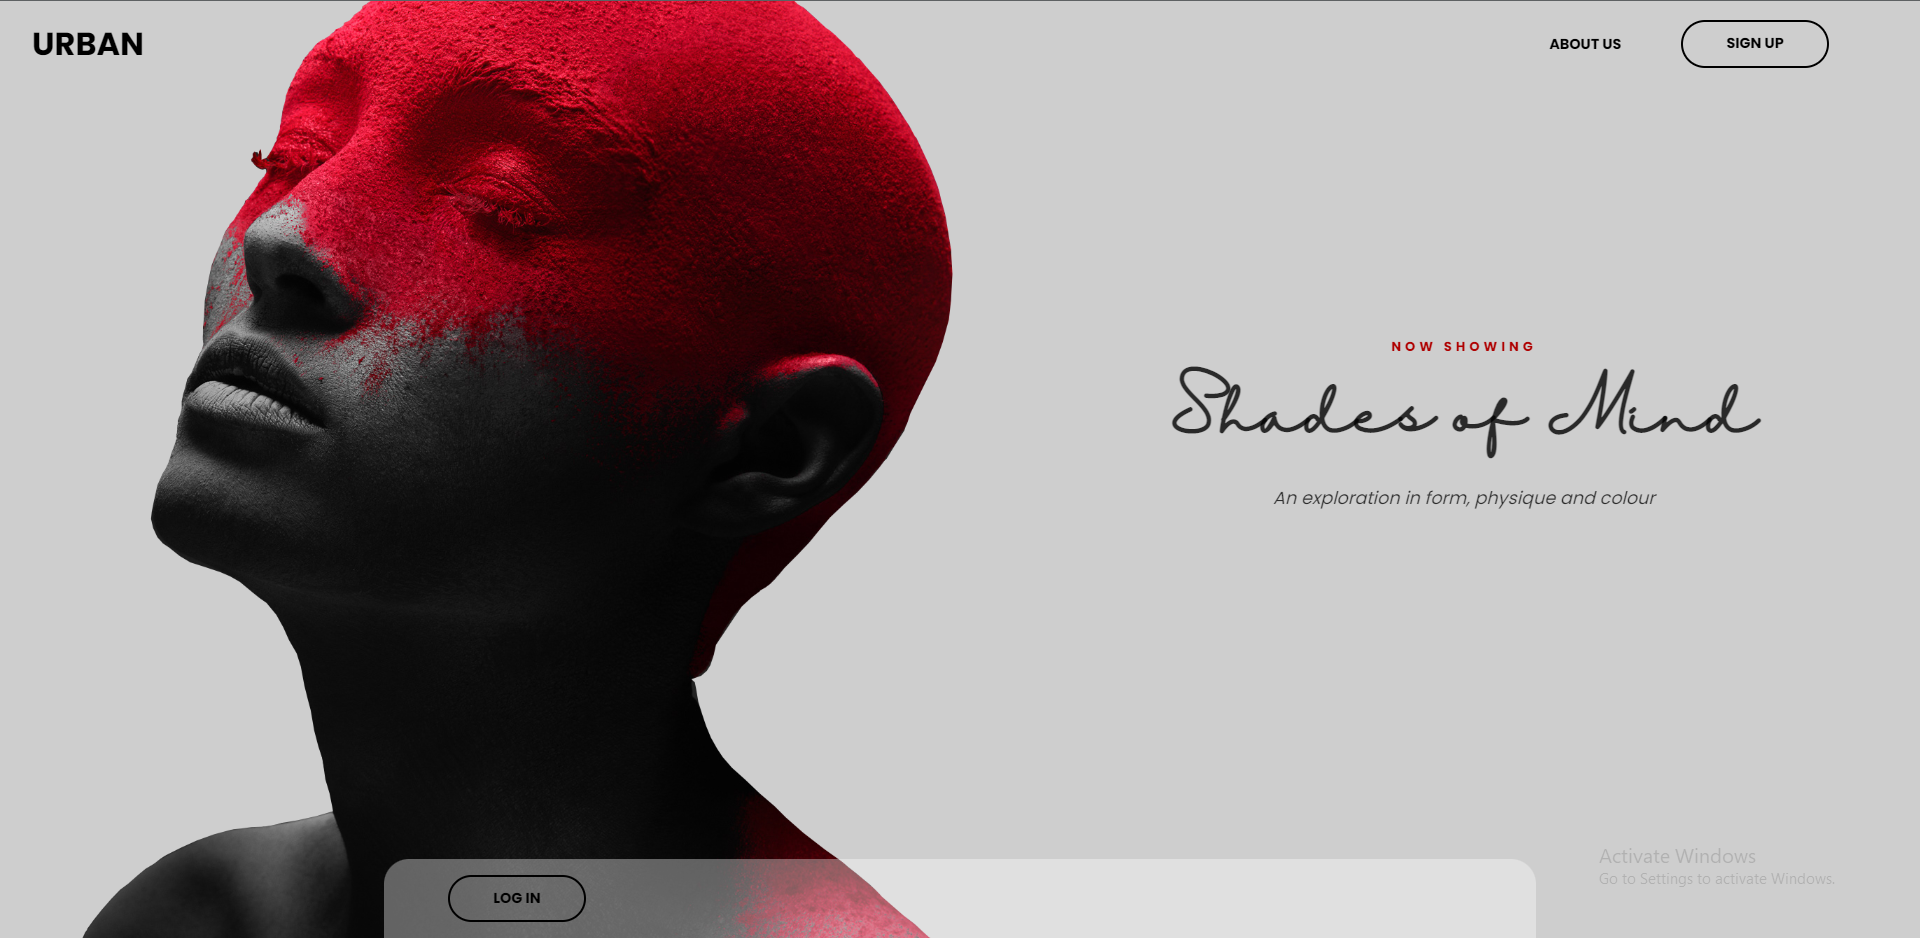 URBAN
ABOUT US
SIGN UP
NOW SHOWING
Shades of Mind
An exploration in form, physique and colour
Activate Windows
Go to Settings to activate Windows.
LOG IN